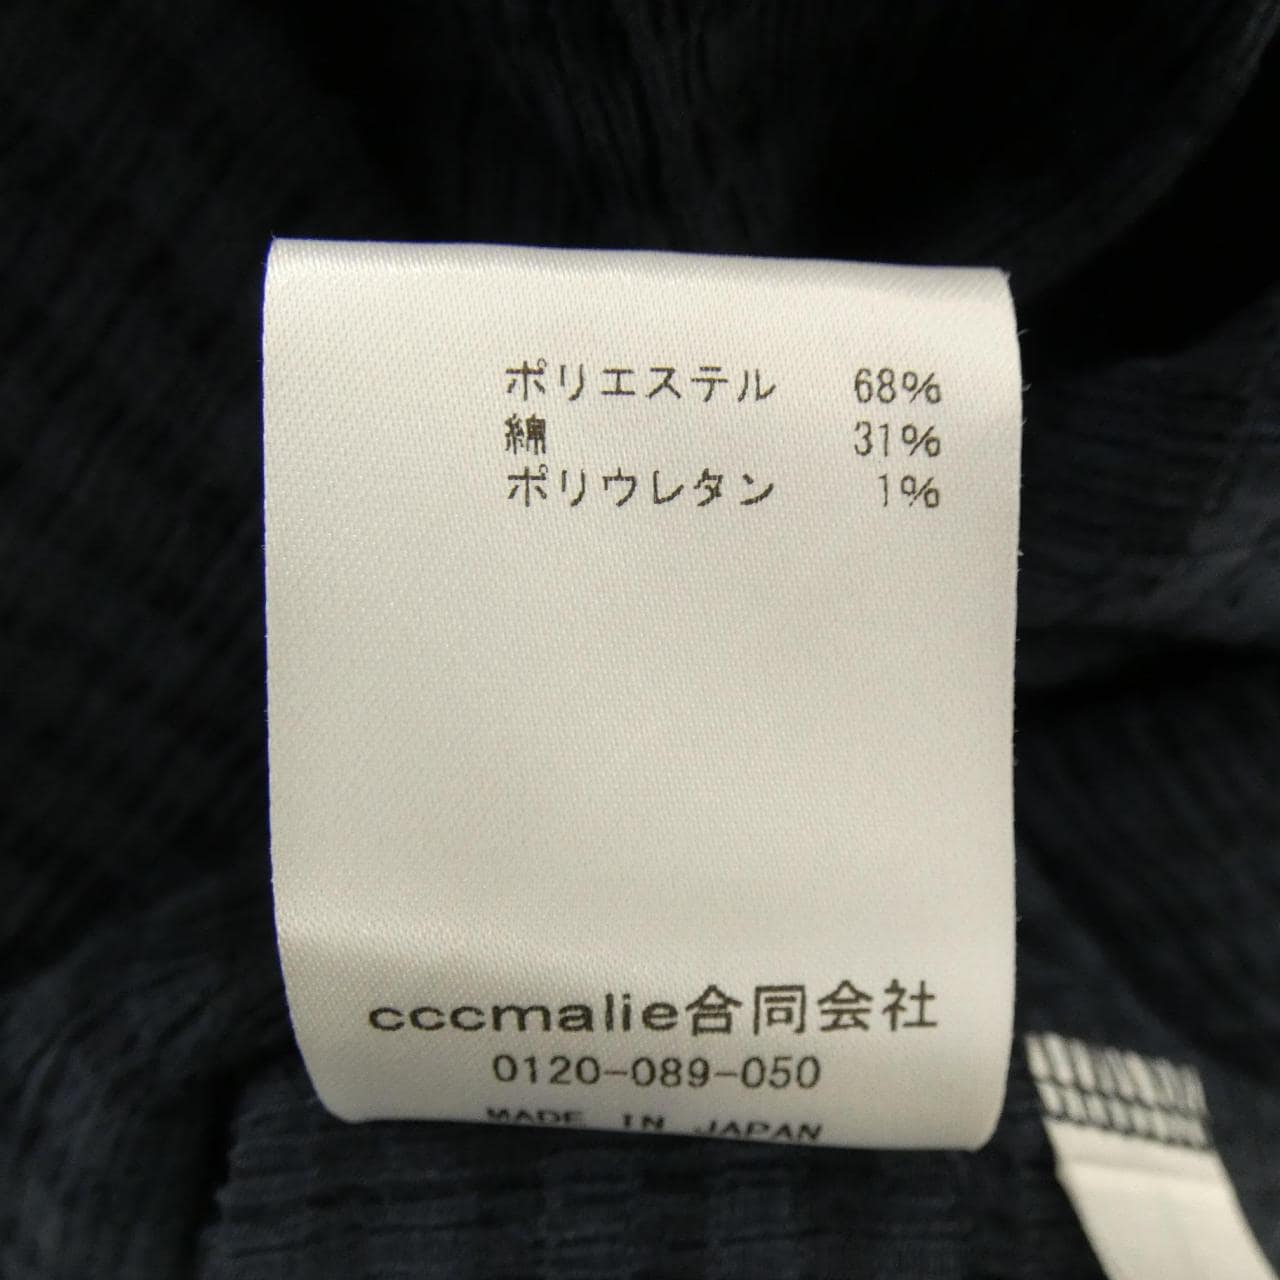 ポリエステル 68%
綿 31%
ポリウレタン 1%
cccmalie合同会社
0120-089-050
MADE IN JAPAN